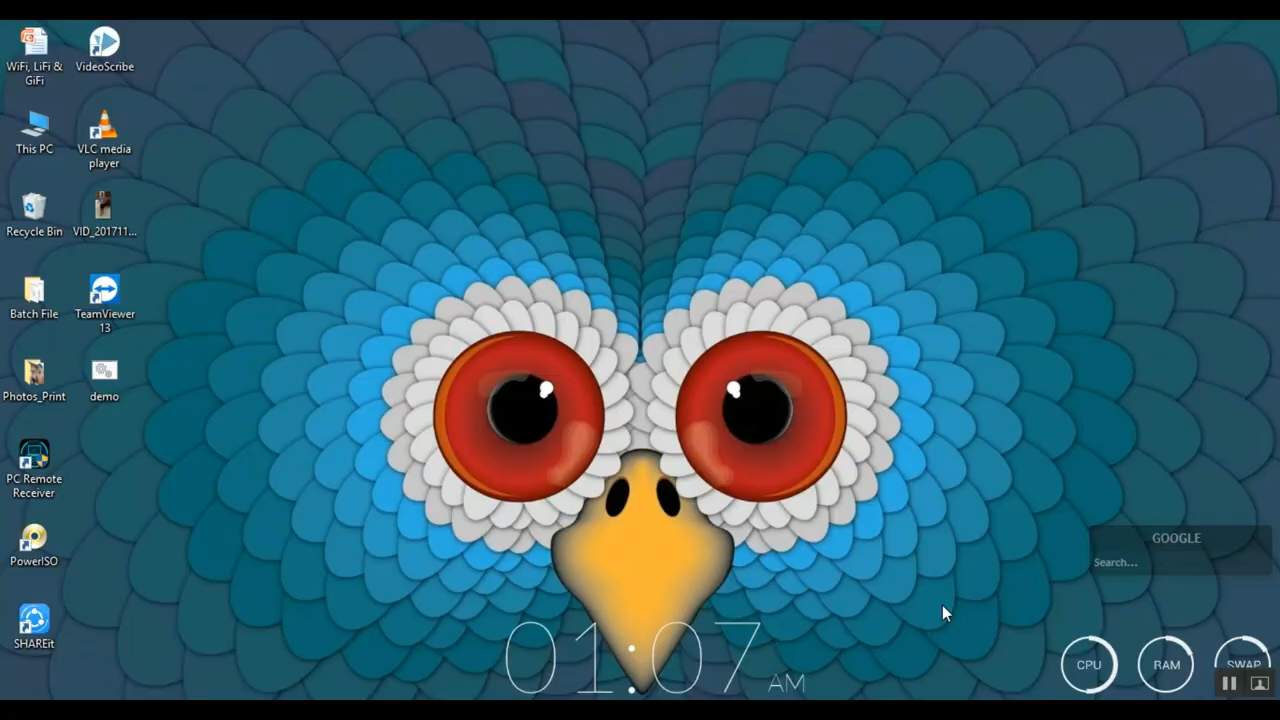 WiFi, LiFi &
GiFi
VideoScribe
This PC
VLC media
player
Recycle Bin
VID_201711...
Batch File
TeamViewer
13
Photos_Print
demo
PC Remote
Receiver
PowerISO
SHAREit
GOOGLE
Search...
01:07
AM
CPU
RAM
SWAP